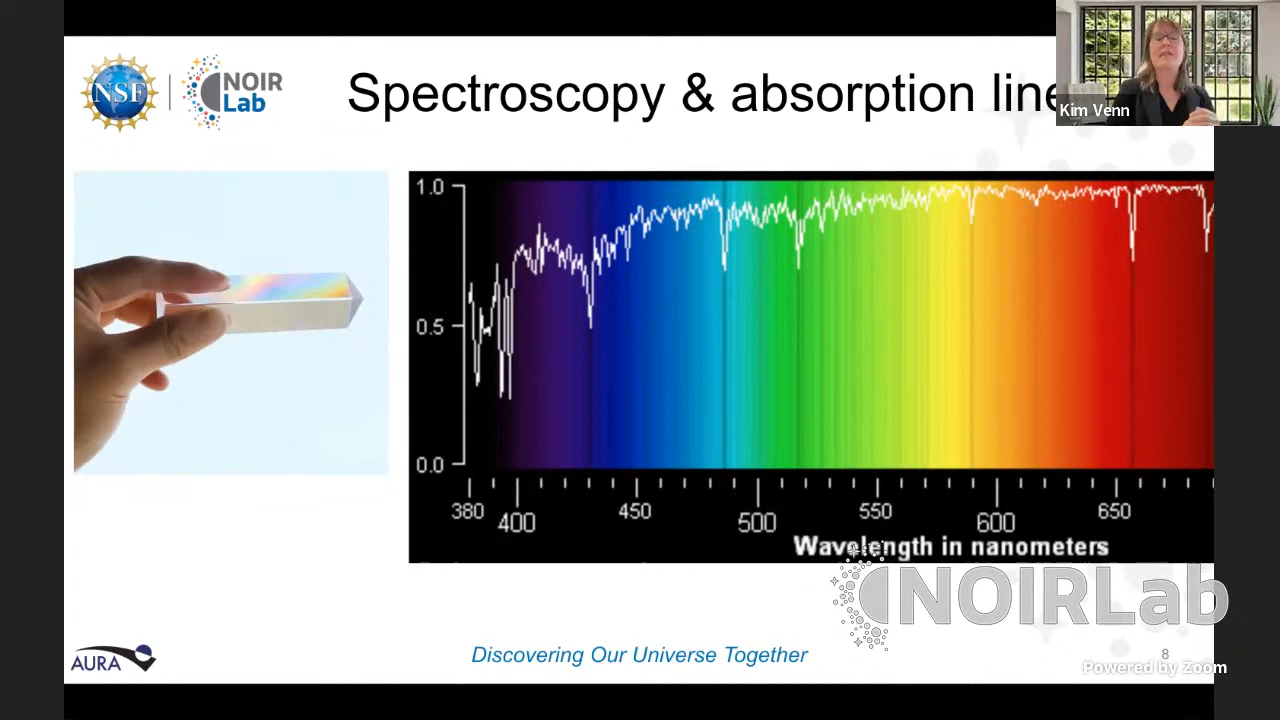 NSF
NOIR
Lab
Spectroscopy & absorption line
Kim Venn
1.0
0.5
0.0
380
400
450
500
550
600
650
Wavelength in nanometers
NOIRLab
AURA
Discovering Our Universe Together
8
Powered by Zoom